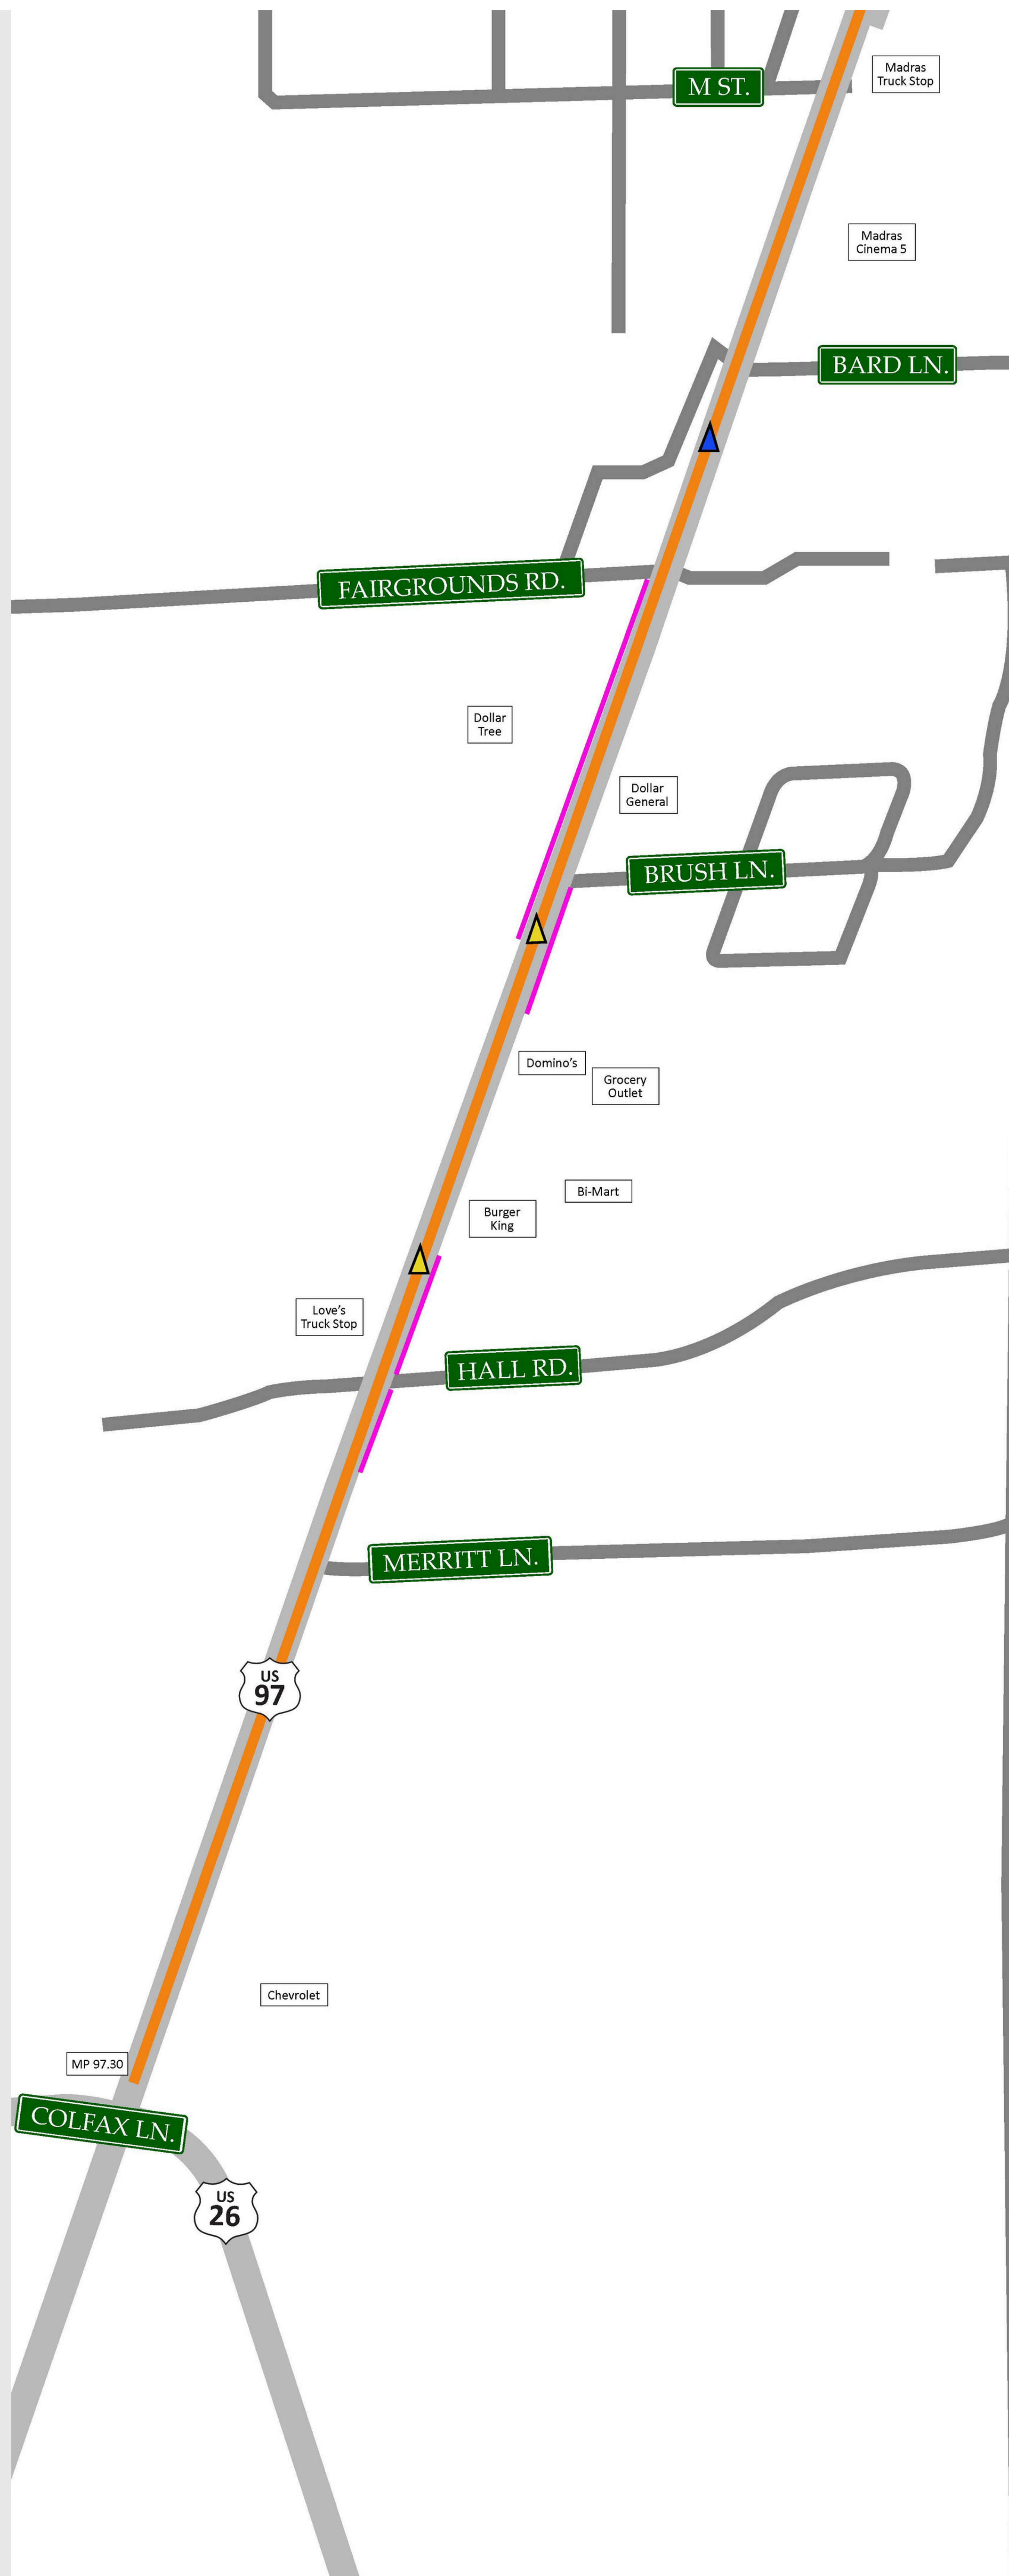 Madras
Truck Stop
M ST.
Madras
Cinema 5
BARD LN.
FAIRGROUNDS RD.
Dollar
Tree
Dollar
General
BRUSH LN.
Domino’s
Grocery
Outlet
Bi-Mart
Burger
King
Love’s
Truck Stop
HALL RD.
MERRITT LN.
US
97
Chevrolet
MP 97.30
COLFAX LN.
US
26